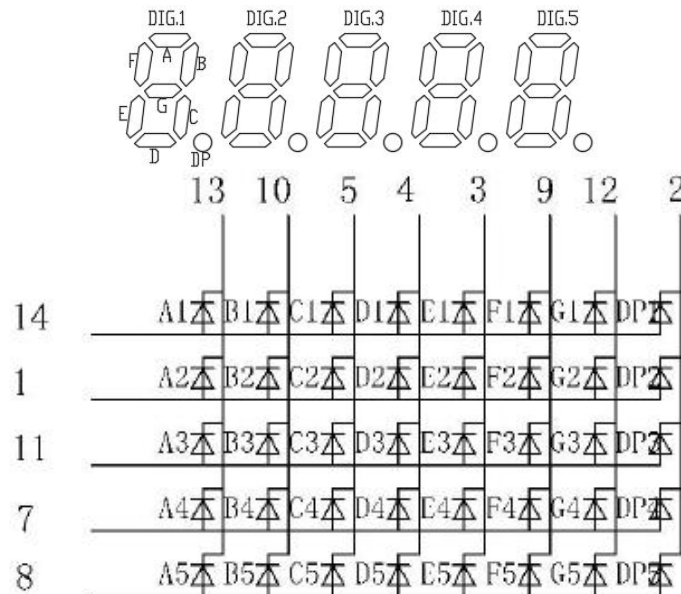 DIG.1 DIG.2 DIG.3 DIG.4 DIG.5
A
F B
G
E C
D DP
13 10 5 4 3 9 12 2
14 A1 B1 C1 D1 E1 F1 G1 DP1
1 A2 B2 C2 D2 E2 F2 G2 DP2
11 A3 B3 C3 D3 E3 F3 G3 DP3
7 A4 B4 C4 D4 E4 F4 G4 DP4
8 A5 B5 C5 D5 E5 F5 G5 DP5